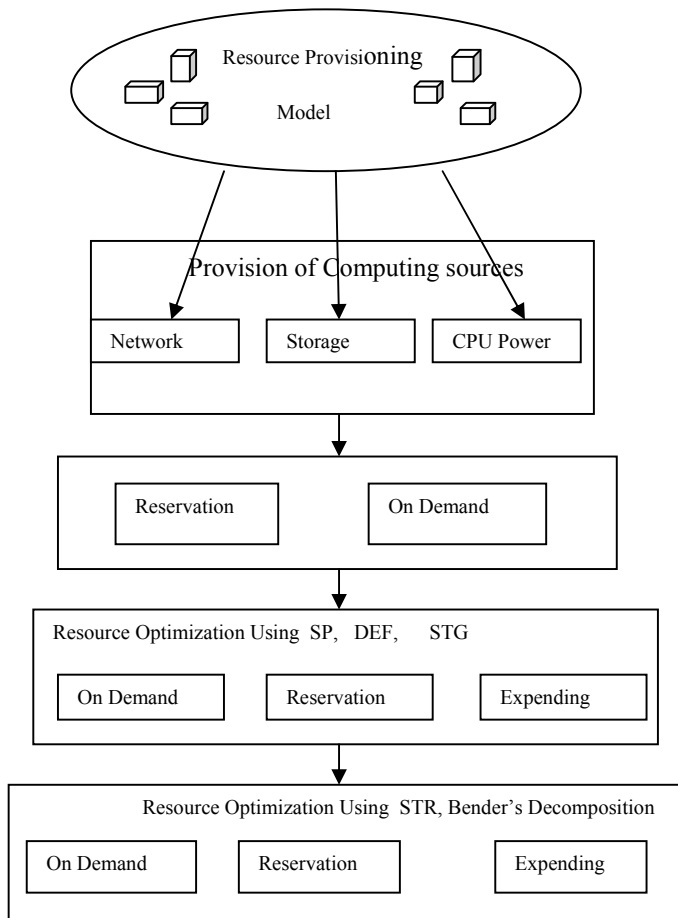 Resource Provisioning
Model
Provision of Computing sources
Network Storage CPU Power
Reservation On Demand
Resource Optimization Using SP, DEF, STG
On Demand Reservation Expending
Resource Optimization Using STR, Bender's Decomposition
On Demand Reservation Expending